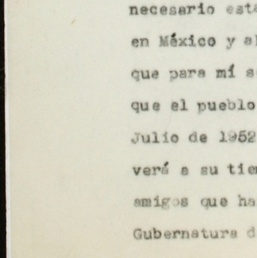 necesario est
en México y a
que para mí a
que el pueblo
Julio de 1952
verá a su tie
amigos que ha
Gubernatura d